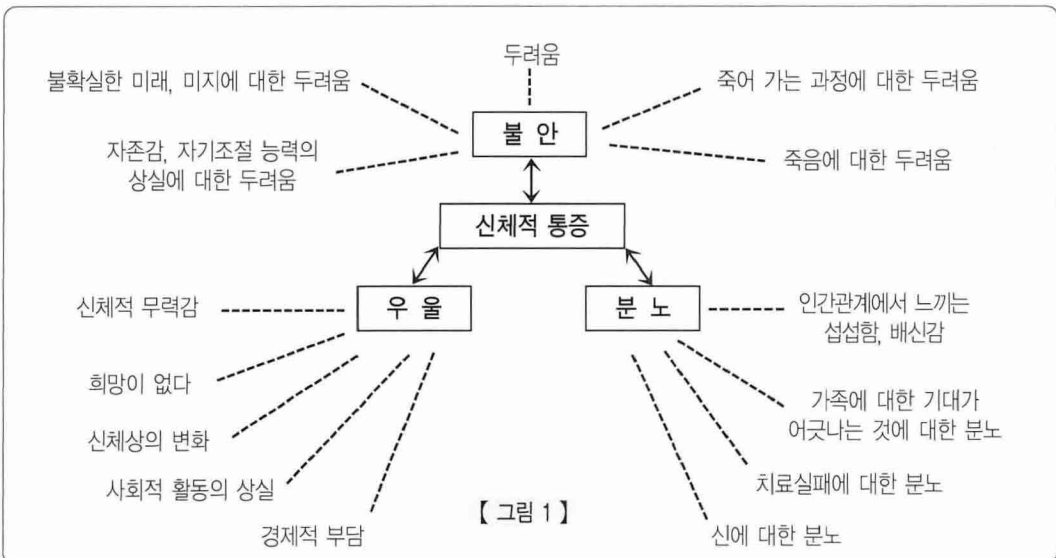 두려움
불확실한 미래, 미지에 대한 두려움
죽어 가는 과정에 대한 두려움
불 안
자존감, 자기조절 능력의
상실에 대한 두려움
죽음에 대한 두려움
신체적 통증
신체적 무력감
우 울
분 노
인간관계에서 느끼는
섭섭함, 배신감
희망이 없다
가족에 대한 기대가
어긋나는 것에 대한 분노
신체상의 변화
사회적 활동의 상실
치료실패에 대한 분노
경제적 부담
【 그림 1 】
신에 대한 분노